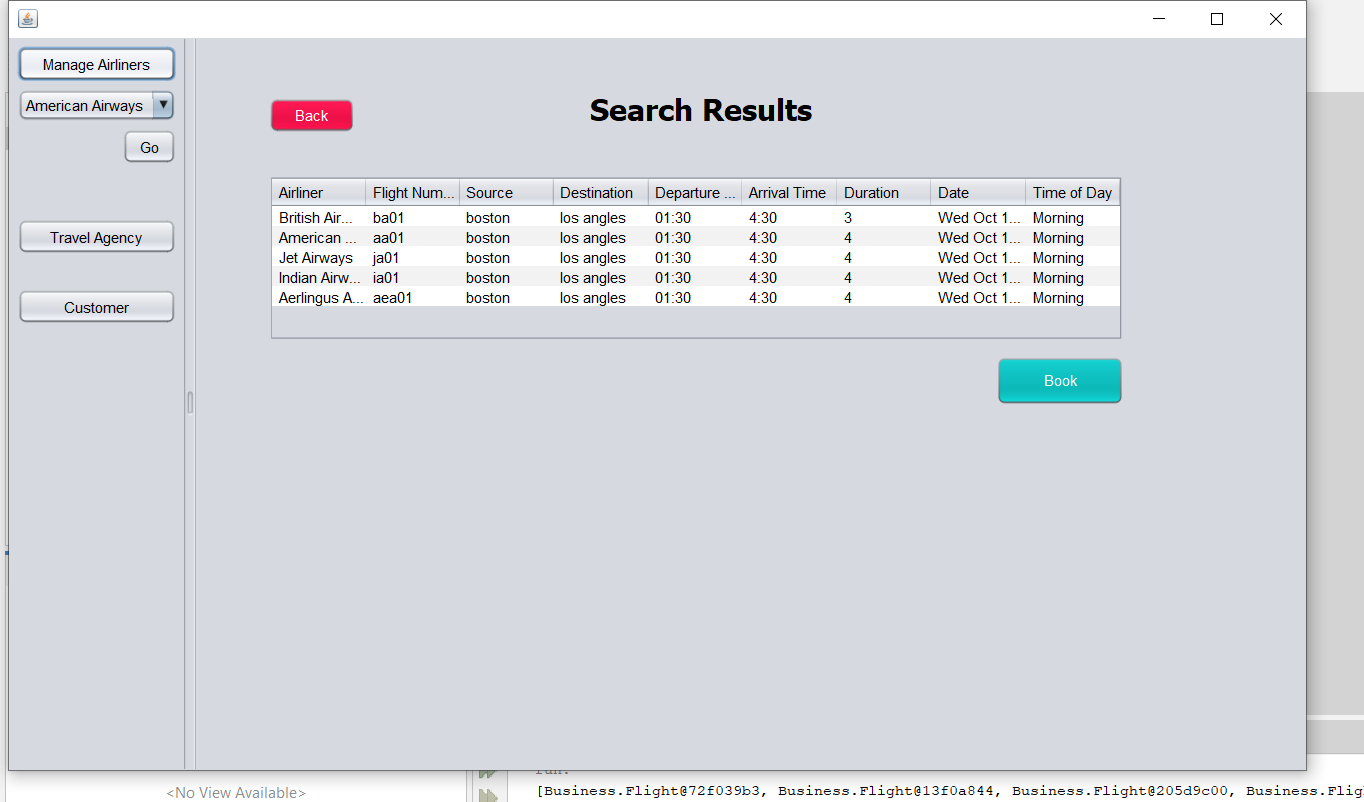 Manage Airliners
American Airways
Go
Travel Agency
Customer
Back
Search Results
Airliner Flight Num... Source Destination Departure ... Arrival Time Duration Date Time of Day
British Air... ba01 boston los angles 01:30 4:30 3 Wed Oct 1... Morning
American ... aa01 boston los angles 01:30 4:30 4 Wed Oct 1... Morning
Jet Airways ja01 boston los angles 01:30 4:30 4 Wed Oct 1... Morning
Indian Airw... ia01 boston los angles 01:30 4:30 4 Wed Oct 1... Morning
Aerlingus A... aea01 boston los angles 01:30 4:30 4 Wed Oct 1... Morning
Book
<No View Available>
[Business.Flight@72f039b3, Business.Flight@13f0a844, Business.Flight@205d9c00, Business.Flig